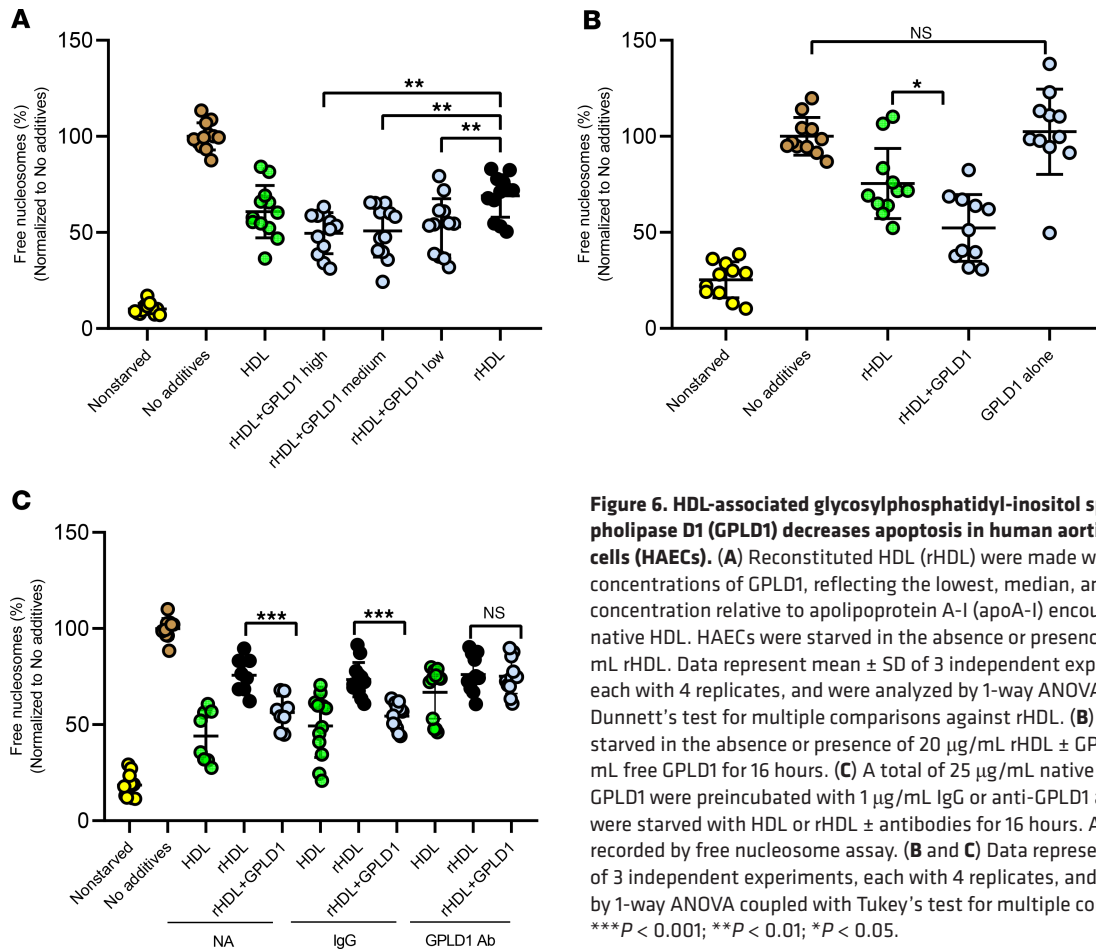 A
150
100
50
0
Free nucleosomes (%)
(Normalized to No additives)
**
**
**
Nonstarved
No additives
HDL
rHDL+GPLD1 high
rHDL+GPLD1 medium
rHDL+GPLD1 low
rHDL
B
150
100
50
0
Free nucleosomes (%)
(Normalized to No additives)
NS
*
Nonstarved
No additives
rHDL
rHDL+GPLD1
GPLD1 alone
C
150
100
50
0
Free nucleosomes (%)
(Normalized to No additives)
***
***
NS
Nonstarved
No additives
HDL
rHDL
rHDL+GPLD1
HDL
rHDL
rHDL+GPLD1
HDL
rHDL
rHDL+GPLD1
NA
IgG
GPLD1 Ab
Figure 6. HDL-associated glycosylphosphatidyl-inositol sp
pholipase D1 (GPLD1) decreases apoptosis in human aorti
cells (HAECs). (A) Reconstituted HDL (rHDL) were made w
concentrations of GPLD1, reflecting the lowest, median, an
concentration relative to apolipoprotein A-I (apoA-I) encou
native HDL. HAECs were starved in the absence or presenc
mL rHDL. Data represent mean ± SD of 3 independent exp
each with 4 replicates, and were analyzed by 1-way ANOVA
Dunnett's test for multiple comparisons against rHDL. (B)
starved in the absence or presence of 20 μg/mL rHDL ± GP
mL free GPLD1 for 16 hours. (C) A total of 25 μg/mL native
GPLD1 were preincubated with 1 μg/mL IgG or anti-GPLD1 a
were starved with HDL or rHDL ± antibodies for 16 hours. A
recorded by free nucleosome assay. (B and C) Data represe
of 3 independent experiments, each with 4 replicates, and
by 1-way ANOVA coupled with Tukey's test for multiple co
***P < 0.001; **P < 0.01; *P < 0.05.